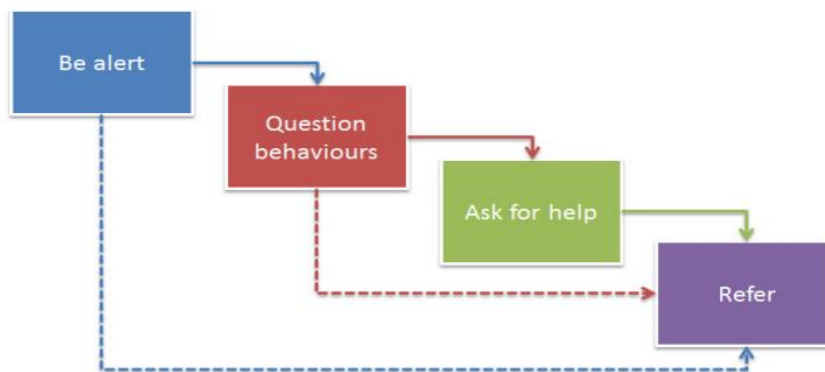 Be alert
Question
behaviours
Ask for help
Refer